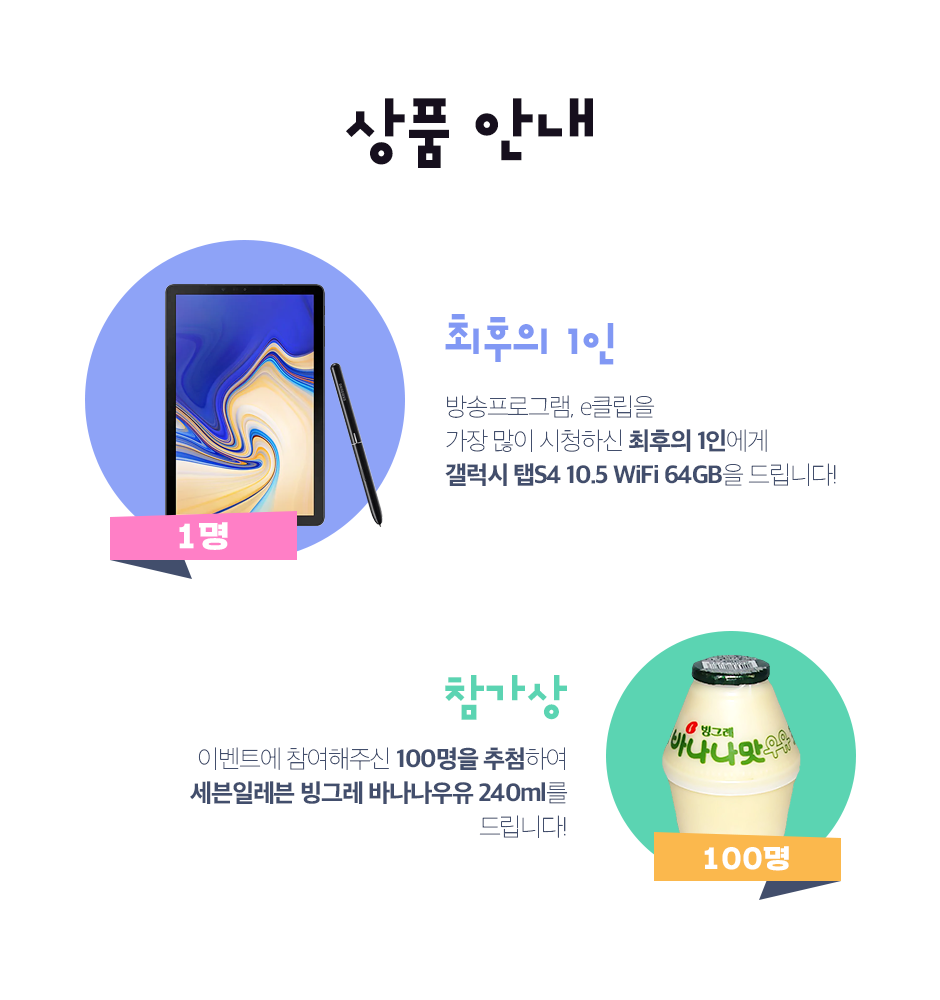 상품 안내
최후의 1인
방송프로그램, e클립을
가장 많이 시청하신 최후의 1인에게
갤럭시 탭S4 10.5 WiFi 64GB을 드립니다!
1명
참가상
이벤트에 참여해주신 100명을 추첨하여
세븐일레븐 빙그레 바나나우유 240ml를
드립니다!
빙그레
바나나맛우유
100명